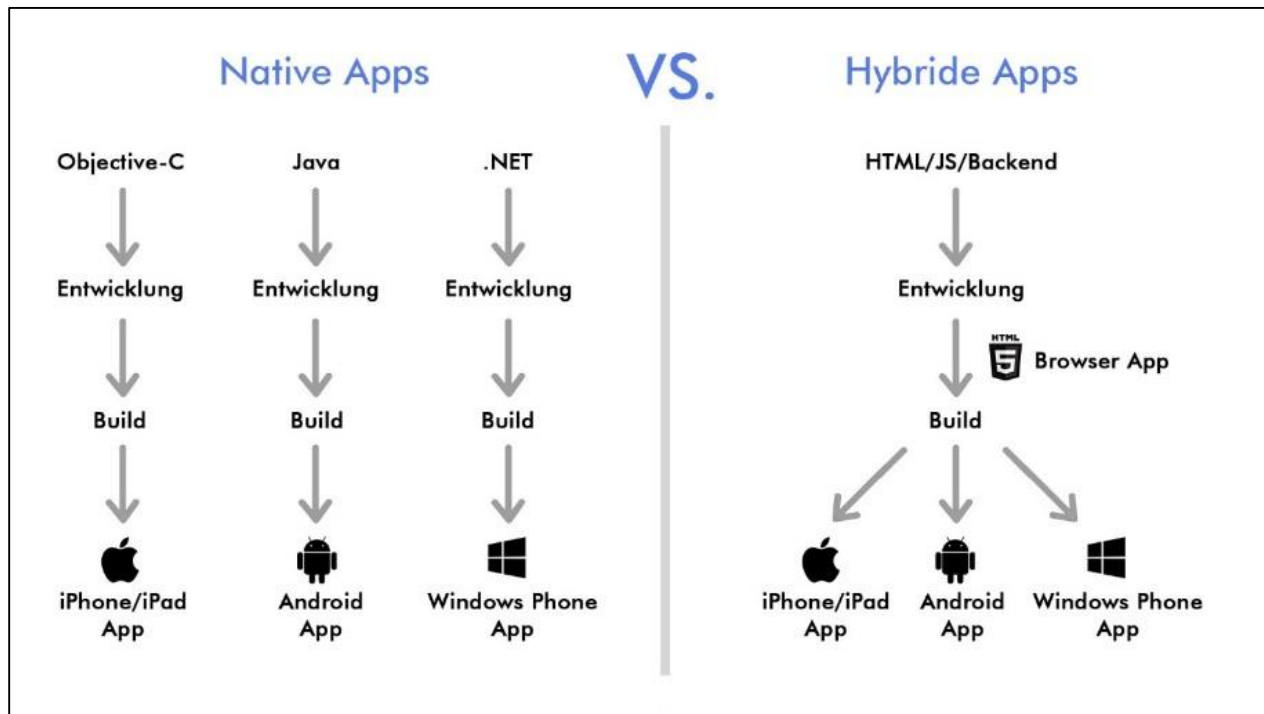 Native Apps
VS.
Hybride Apps
Objective-C
Java
.NET
HTML/JS/Backend
Entwicklung
Entwicklung
Entwicklung
Entwicklung
HTML
5
Browser App
Build
Build
Build
Build
iPhone/iPad
App
Android
App
Windows Phone
App
iPhone/iPad
App
Android
App
Windows Phone
App